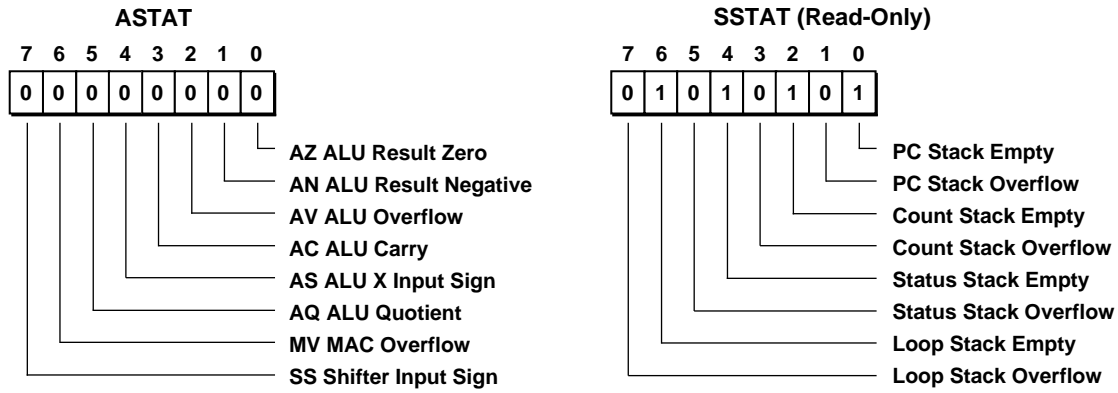 ASTAT
7 6 5 4 3 2 1 0
0 0 0 0 0 0 0 0
AZ ALU Result Zero
AN ALU Result Negative
AV ALU Overflow
AC ALU Carry
AS ALU X Input Sign
AQ ALU Quotient
MV MAC Overflow
SS Shifter Input Sign
SSTAT (Read-Only)
7 6 5 4 3 2 1 0
0 1 0 1 0 1 0 1
PC Stack Empty
PC Stack Overflow
Count Stack Empty
Count Stack Overflow
Status Stack Empty
Status Stack Overflow
Loop Stack Empty
Loop Stack Overflow